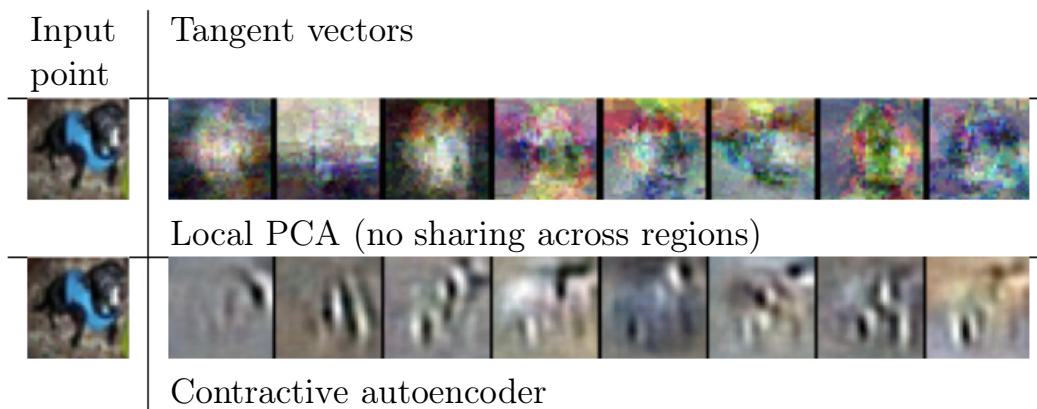 Input point
Tangent vectors
Local PCA (no sharing across regions)
Contractive autoencoder